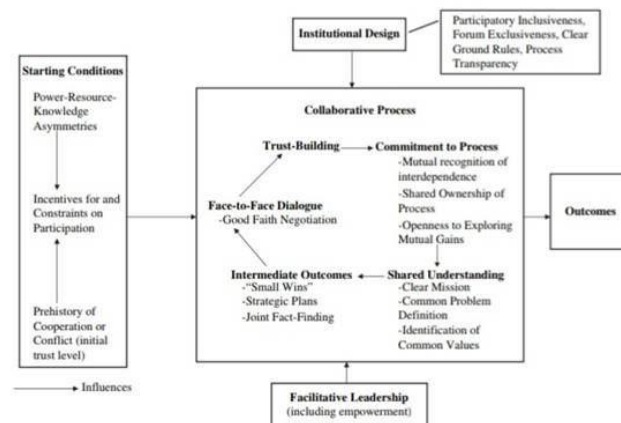 Institutional Design
Participatory Inclusiveness,
Forum Exclusiveness, Clear
Ground Rules, Process
Transparency
Starting Conditions
Power-Resource-
Knowledge
Asymmetries
Incentives for and
Constraints on
Participation
Prehistory of
Cooperation or
Conflict (initial
trust level)
Influences
Collaborative Process
Trust-Building
Commitment to Process
-Mutual recognition of
interdependence
-Shared Ownership of
Process
-Openness to Exploring
Mutual Gains
Face-to-Face Dialogue
-Good Faith Negotiation
Intermediate Outcomes
-“Small Wins”
-Strategic Plans
-Joint Fact-Finding
Shared Understanding
-Clear Mission
-Common Problem
Definition
-Identification of
Common Values
Outcomes
Facilitative Leadership
(including empowerment)